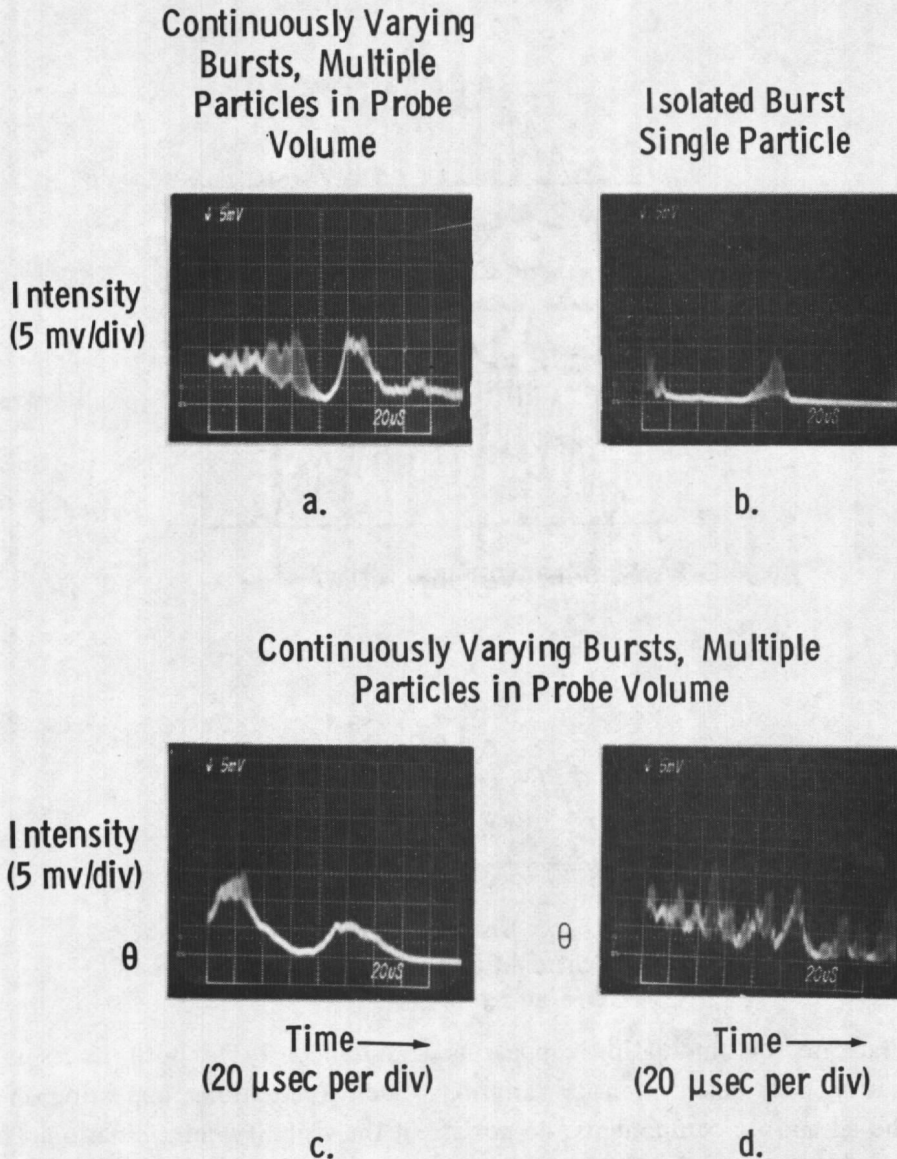 Continuously Varying
Bursts, Multiple
Particles in Probe
Volume
Isolated Burst
Single Particle
Intensity
(5 mv/div)
↓ 5mV
20uS
↓ 5mV
20uS
a.
b.
Continuously Varying Bursts, Multiple
Particles in Probe Volume
Intensity
(5 mv/div)
θ
↓ 5mV
20uS
θ
↓ 5mV
20uS
Time→
(20 μsec per div)
Time→
(20 μsec per div)
c.
d.